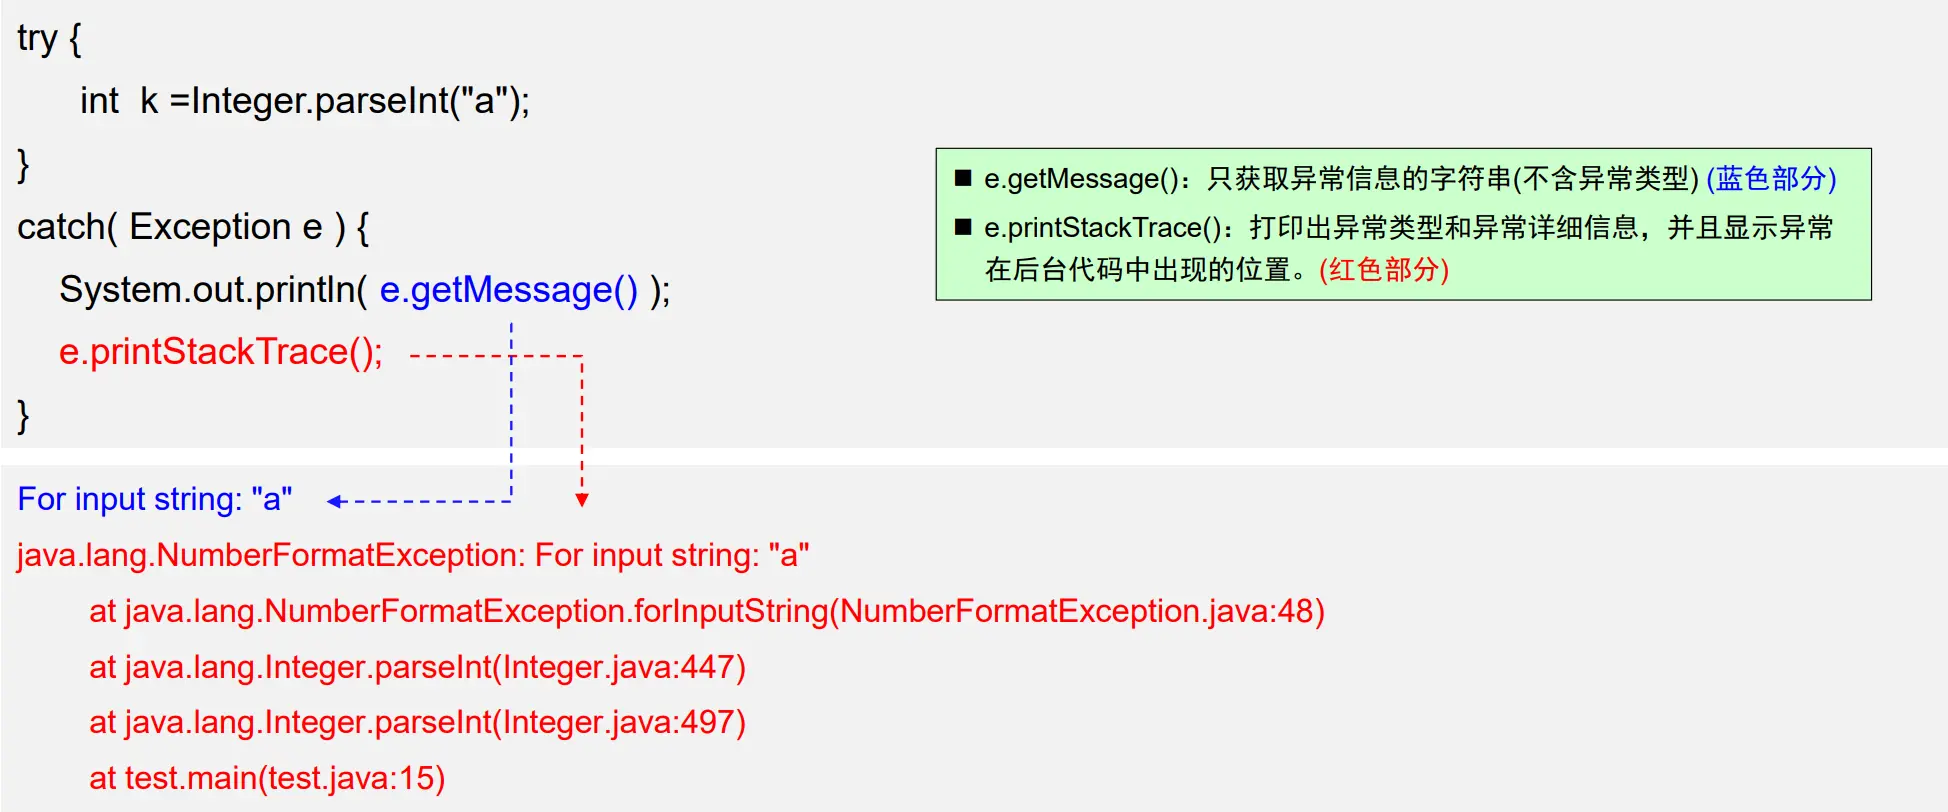 try {
int  k =Integer.parseInt("a");
}
catch( Exception e ) {
System.out.println( e.getMessage() );
e.printStackTrace();
}
■ e.getMessage()：只获取异常信息的字符串(不含异常类型) (蓝色部分)
■ e.printStackTrace()：打印出异常类型和异常详细信息，并且显示异常
在后台代码中出现的位置。(红色部分)
For input string: "a"
java.lang.NumberFormatException: For input string: "a"
at java.lang.NumberFormatException.forInputString(NumberFormatException.java:48)
at java.lang.Integer.parseInt(Integer.java:447)
at java.lang.Integer.parseInt(Integer.java:497)
at test.main(test.java:15)